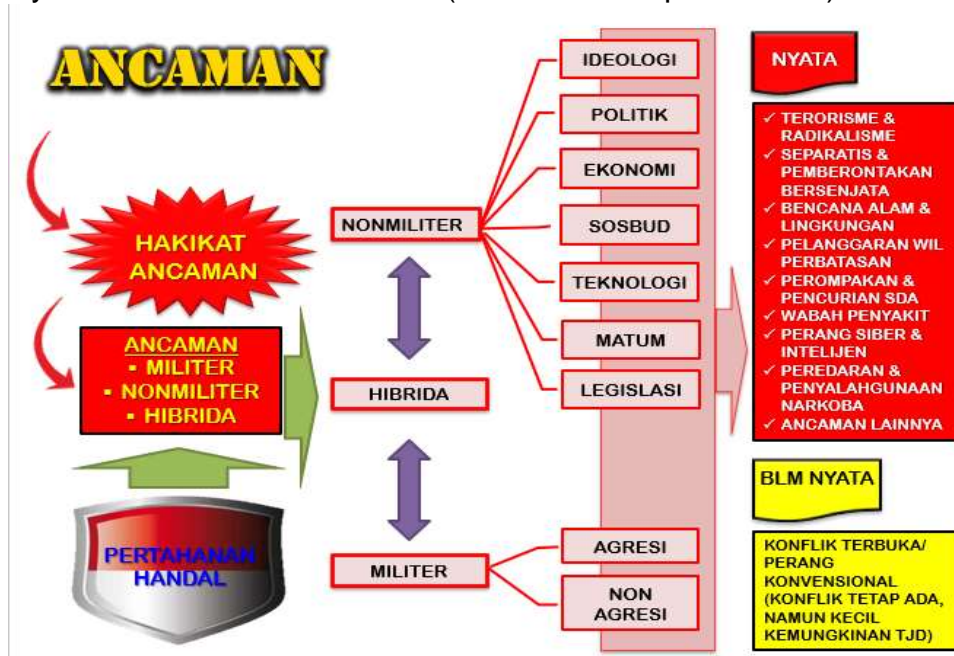 ANCAMAN
HAKIKAT
ANCAMAN
ANCAMAN
▪ MILITER
▪ NONMILITER
▪ HIBRIDA
PERTAHANAN
HANDAL
NONMILITER
HIBRIDA
MILITER
IDEOLOGI
POLITIK
EKONOMI
SOSBUD
TEKNOLOGI
MATUM
LEGISLASI
AGRESI
NON
AGRESI
NYATA
✓ TERORISME &
RADIKALISME
✓ SEPARATIS &
PEMBERONTAKAN
BERSENJATA
✓ BENCANA ALAM &
LINGKUNGAN
✓ PELANGGARAN WIL
PERBATASAN
✓ PEROMPAKAN &
PENCURIAN SDA
✓ WABAH PENYAKIT
✓ PERANG SIBER &
INTELIJEN
✓ PEREDARAN &
PENYALAHGUNAAN
NARKOBA
✓ ANCAMAN LAINNYA
BLM NYATA
KONFLIK TERBUKA/
PERANG
KONVENSIONAL
(KONFLIK TETAP ADA,
NAMUN KECIL
KEMUNGKINAN TJD)